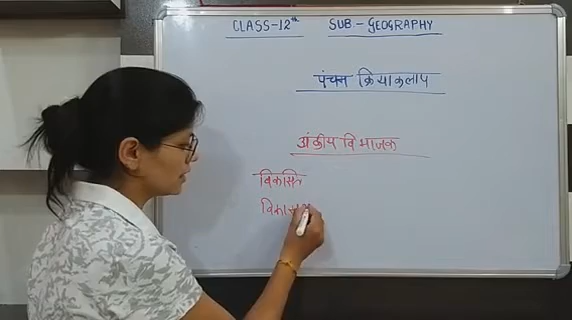 CLASS-12th SUB.- GEOGRAPHY
पंचम क्रियाकलाप
अंकीय विभाजक
विकसित